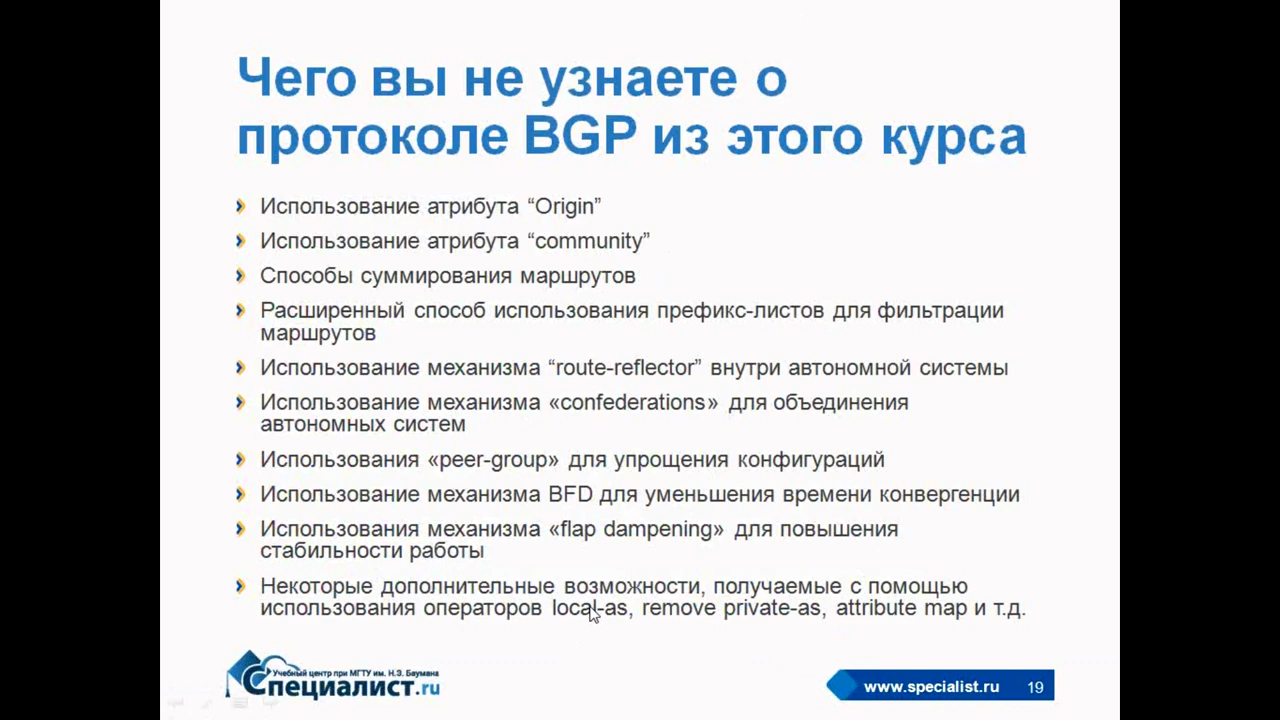 Чего вы не узнаете о
протоколе BGP из этого курса
Использование атрибута “Origin”
Использование атрибута “community”
Способы суммирования маршрутов
Расширенный способ использования префикс-листов для фильтрации
маршрутов
Использование механизма “route-reflector” внутри автономной системы
Использование механизма «confederations» для объединения
автономных систем
Использования «peer-group» для упрощения конфигураций
Использование механизма BFD для уменьшения времени конвергенции
Использования механизма «flap dampening» для повышения
стабильности работы
Некоторые дополнительные возможности, получаемые с помощью
использования операторов local-as, remove private-as, attribute map и т.д.
Учебный центр при МГТУ им. Н.Э. Баумана
Специалист.ru
www.specialist.ru 19